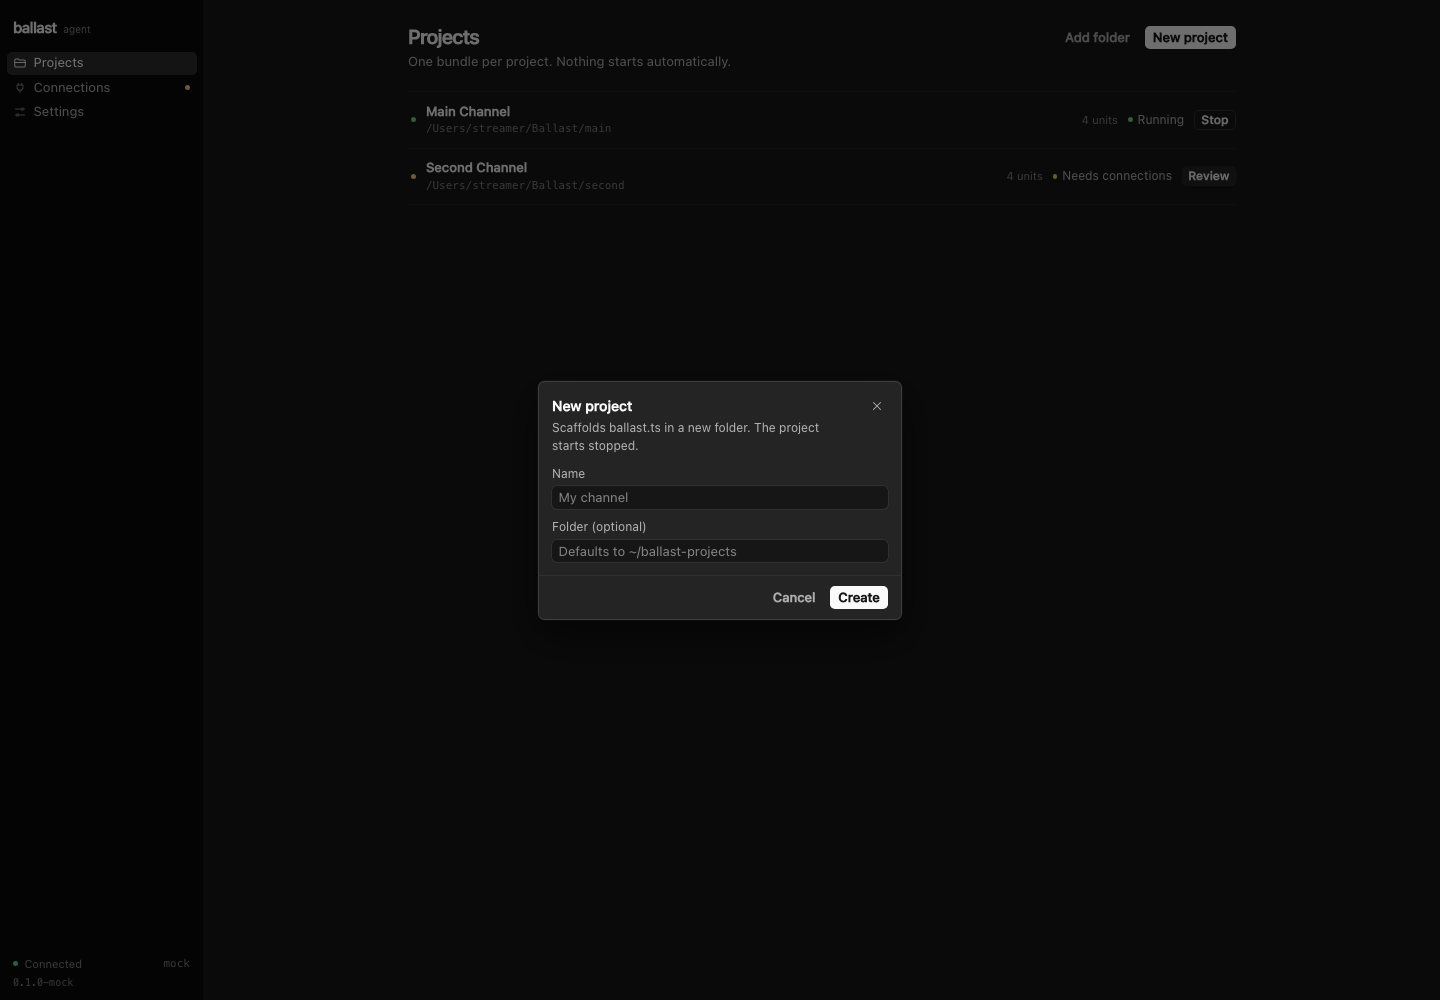 ballast agent
Projects
Connections
Settings
Projects
One bundle per project. Nothing starts automatically.
Add folder
New project
Main Channel
/Users/streamer/Ballast/main
4 units
Running
Stop
Second Channel
/Users/streamer/Ballast/second
4 units
Needs connections
Review
New project
Scaffolds ballast.ts in a new folder. The project
starts stopped.
Name
My channel
Folder (optional)
Defaults to ~/ballast-projects
Cancel
Create
Connected
mock
0.1.0-mock